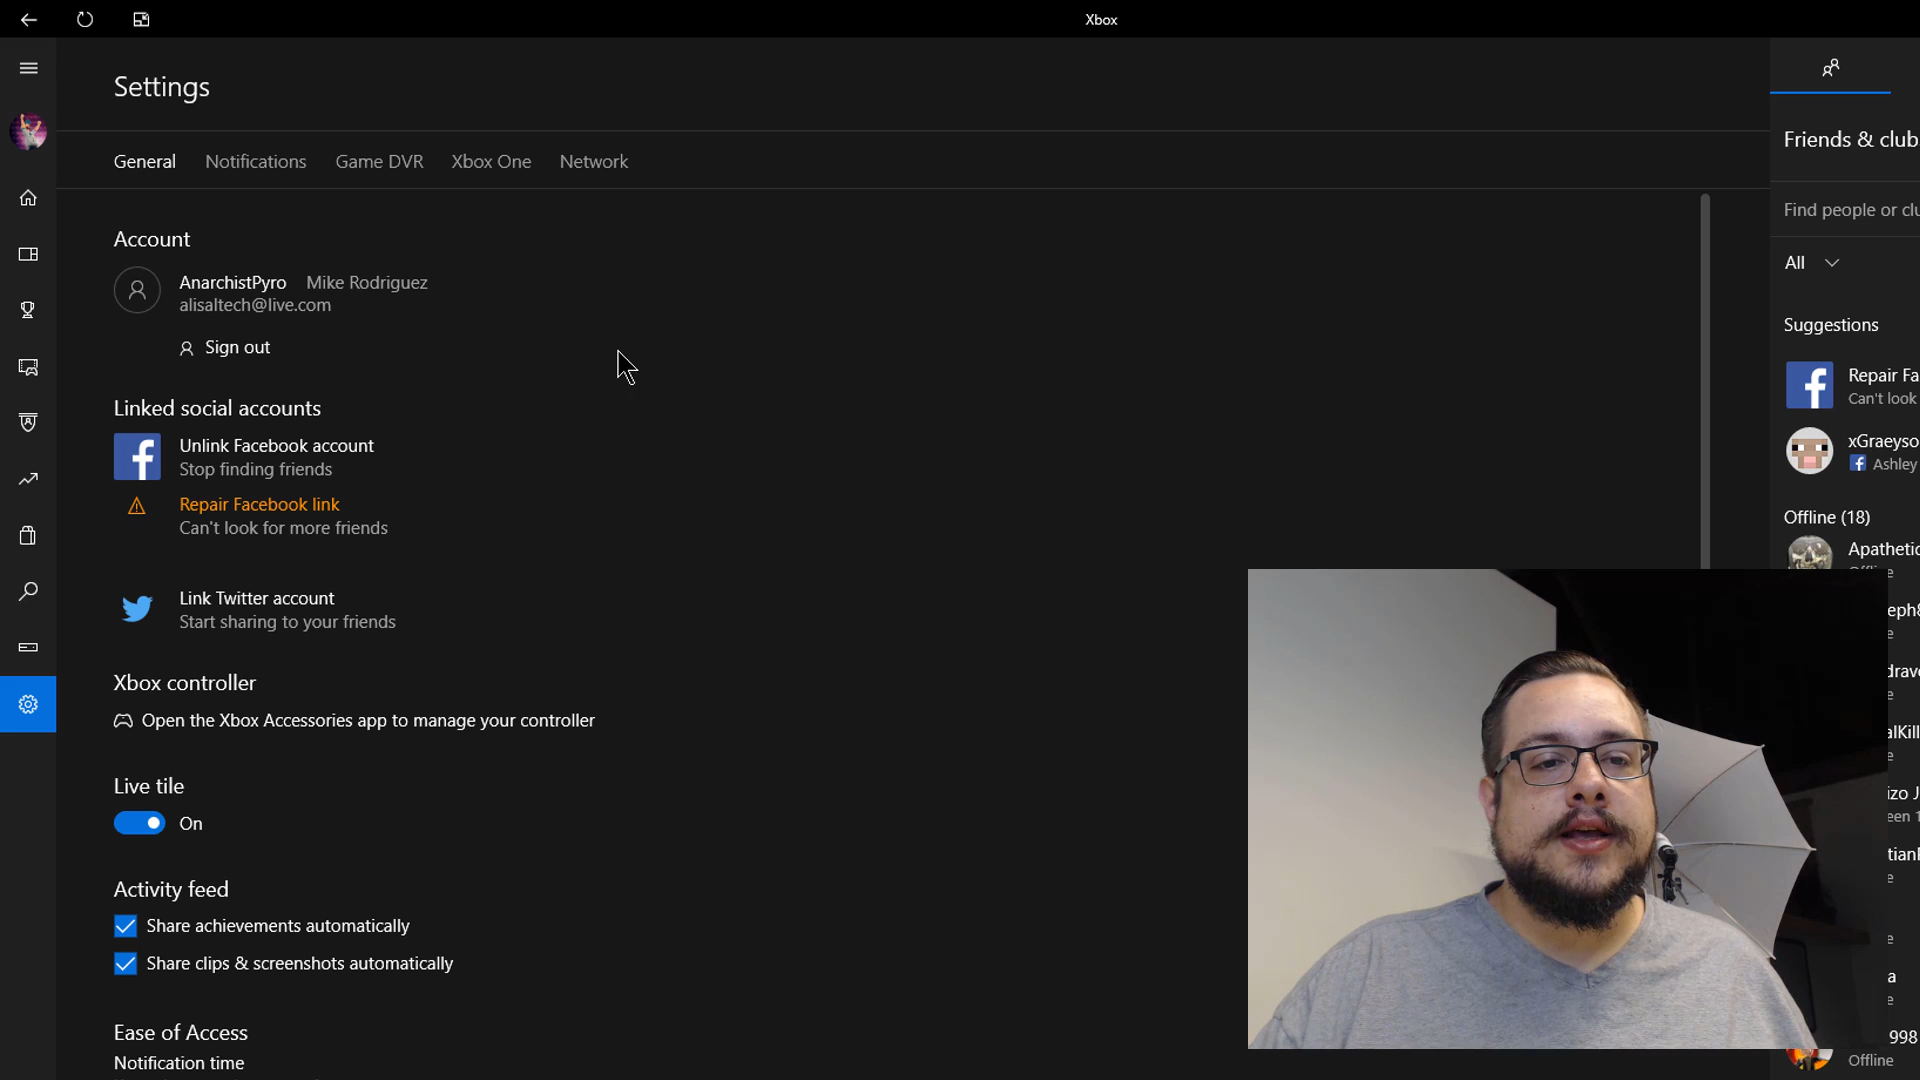 Xbox
Settings
General Notifications Game DVR Xbox One Network
Account
AnarchistPyro Mike Rodriguez
alisaltech@live.com
Sign out
Linked social accounts
Unlink Facebook account
Stop finding friends
Repair Facebook link
Can't look for more friends
Link Twitter account
Start sharing to your friends
Xbox controller
Open the Xbox Accessories app to manage your controller
Live tile
On
Activity feed
Share achievements automatically
Share clips & screenshots automatically
Ease of Access
Notification time
Friends & club
Find people or clu
All
Suggestions
Repair Fa
Can't look
xGraeyso
Ashley
Offline (18)
Apathetic
998
Offline